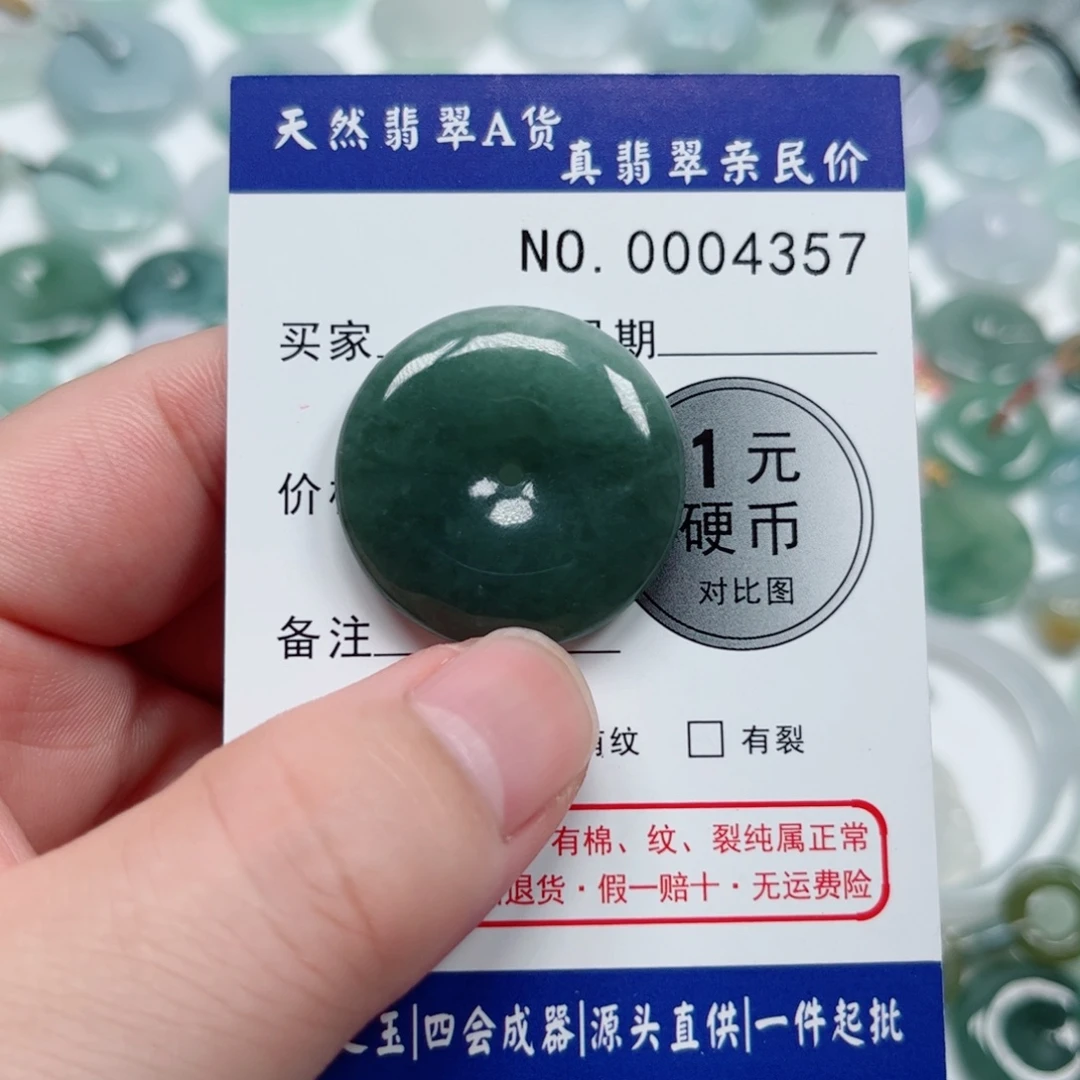 天然翡翠A货
真翡翠亲民价
NO. 0004357
买家 期
价
1元
硬币
对比图
备注
纹 有裂
有棉、纹、裂纯属正常
退货·假一赔十·无运费险
玉|四会成器|源头直供|一件起批